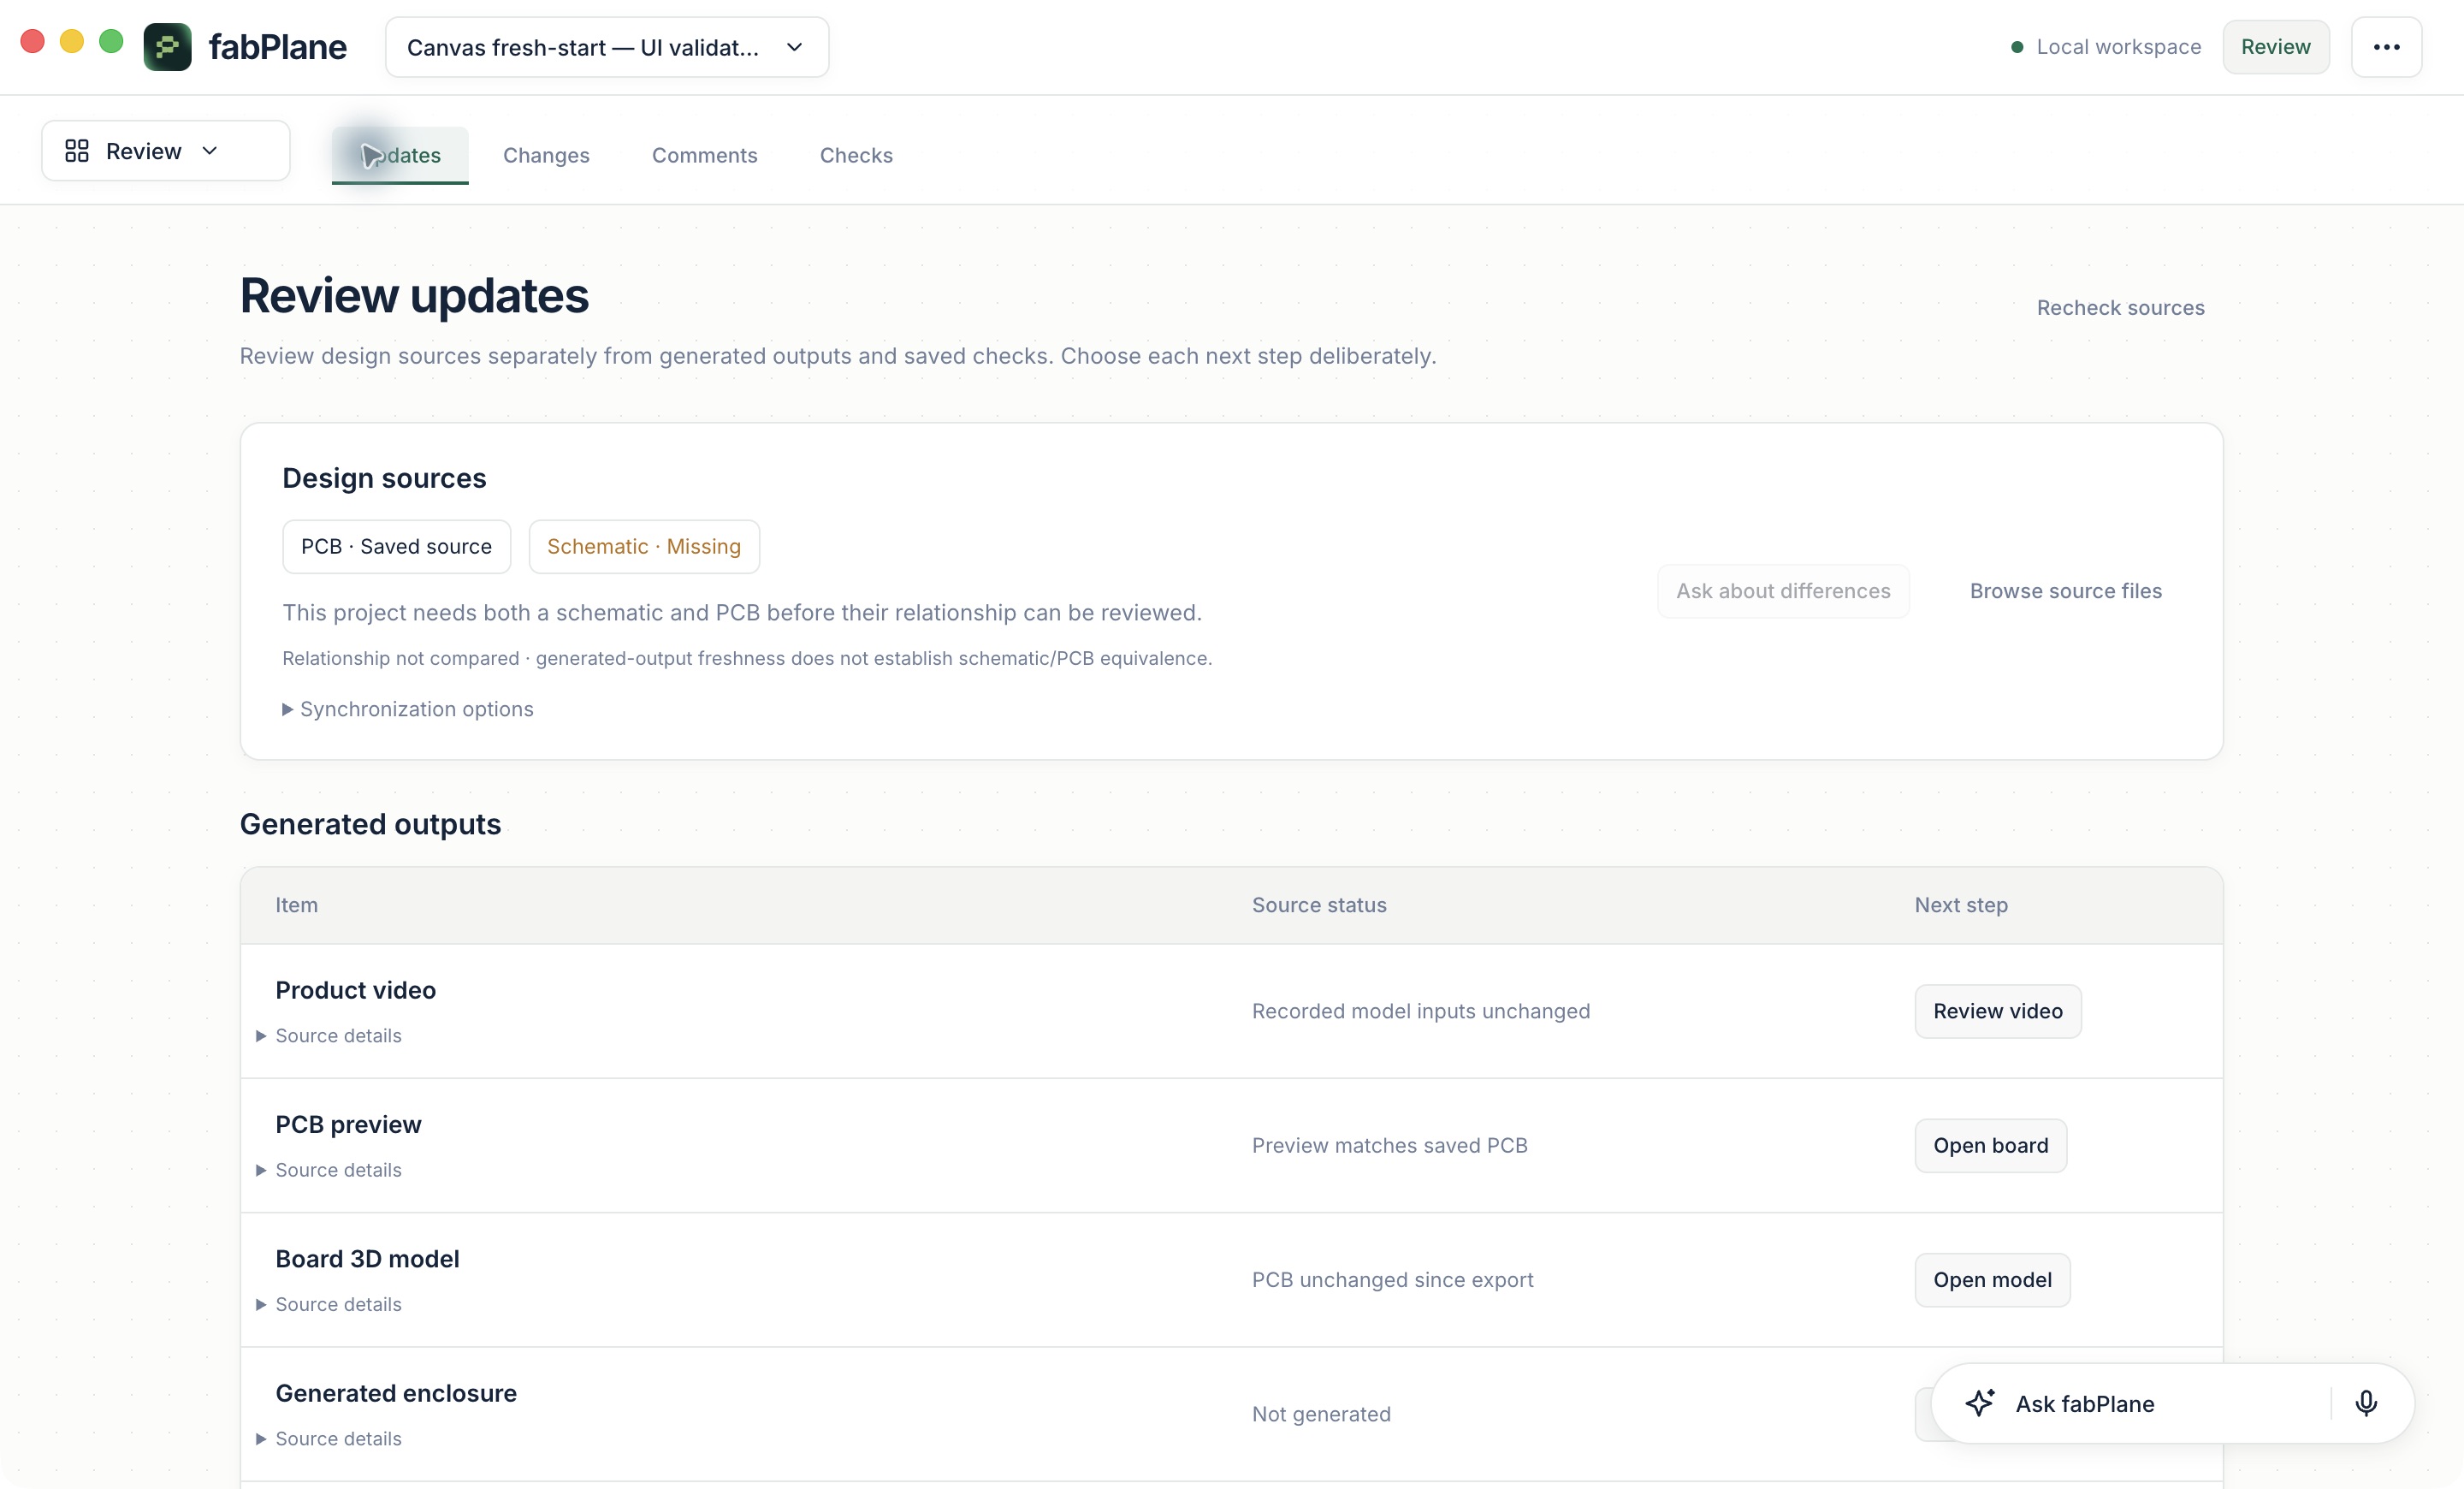 fabPlane
Canvas fresh-start — UI validat...
Local workspace
Review
Review
Changes
Comments
Checks
Review updates
Recheck sources
Review design sources separately from generated outputs and saved checks. Choose each next step deliberately.
Design sources
PCB · Saved source
Schematic · Missing
This project needs both a schematic and PCB before their relationship can be reviewed.
Ask about differences
Browse source files
Relationship not compared · generated-output freshness does not establish schematic/PCB equivalence.
Synchronization options
Generated outputs
Item
Source status
Next step
Product video
Source details
Recorded model inputs unchanged
Review video
PCB preview
Source details
Preview matches saved PCB
Open board
Board 3D model
Source details
PCB unchanged since export
Open model
Generated enclosure
Source details
Not generated
Ask fabPlane